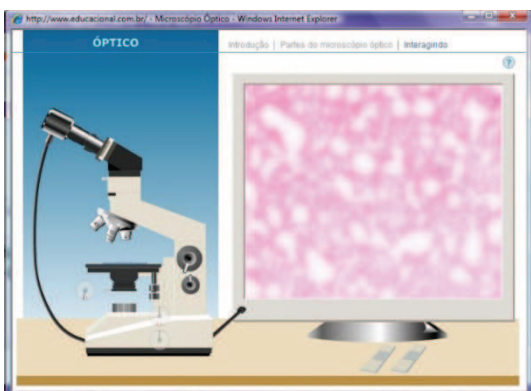 http://www.educacional.com.br/ - Microscópio Óptico - Windows Internet Explorer
ÓPTICO
Introdução | Partes do microscópio óptico | Interagindo
?